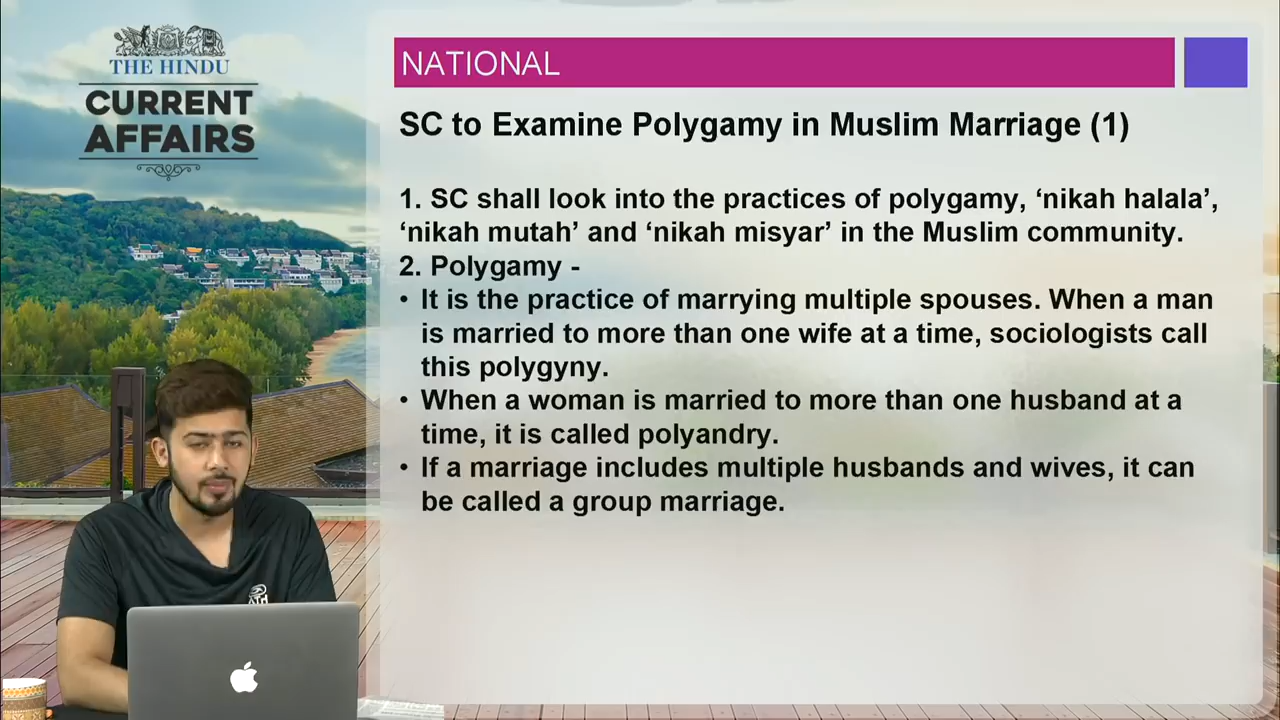 THE HINDU
CURRENT
AFFAIRS
NATIONAL
SC to Examine Polygamy in Muslim Marriage (1)
1. SC shall look into the practices of polygamy, ‘nikah halala’,
‘nikah mutah’ and ‘nikah misyar’ in the Muslim community.
2. Polygamy -
• It is the practice of marrying multiple spouses. When a man
is married to more than one wife at a time, sociologists call
this polygyny.
• When a woman is married to more than one husband at a
time, it is called polyandry.
• If a marriage includes multiple husbands and wives, it can
be called a group marriage.